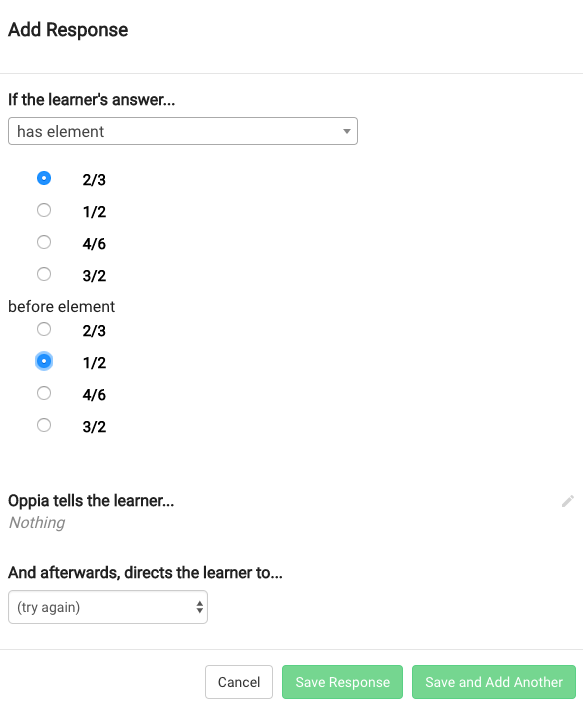 Add Response
If the learner's answer...
has element
2/3
1/2
4/6
3/2
before element
2/3
1/2
4/6
3/2
Oppia tells the learner...
Nothing
And afterwards, directs the learner to...
(try again)
Cancel Save Response Save and Add Another